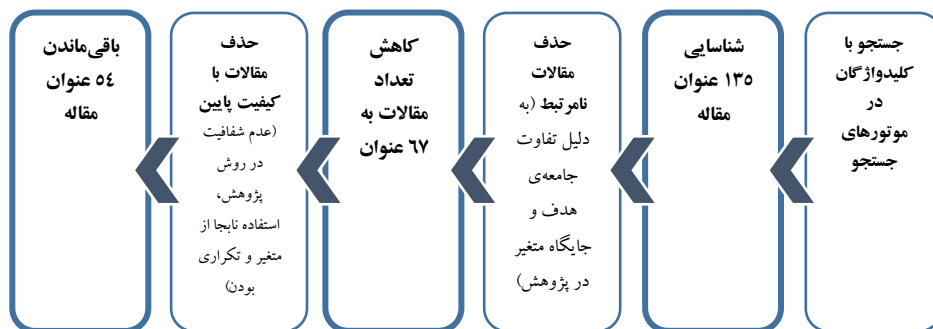 جستجو با
کلیدواژگان
در
موتورهای
جستجو
شناسایی
۱۳۵ عنوان
مقاله
حذف
مقالات
نامرتبط (به
دلیل تفاوت
جامعه‌ی
هدف و
جایگاه متغیر
در پژوهش)
کاهش
تعداد
مقالات به
۶۷ عنوان
حذف
مقالات با
کیفیت پایین
(عدم شفافیت
در روش
پژوهش،
استفاده نابجا از
متغیر و تکراری
بودن)
باقی‌ماندن
۵۴ عنوان
مقاله